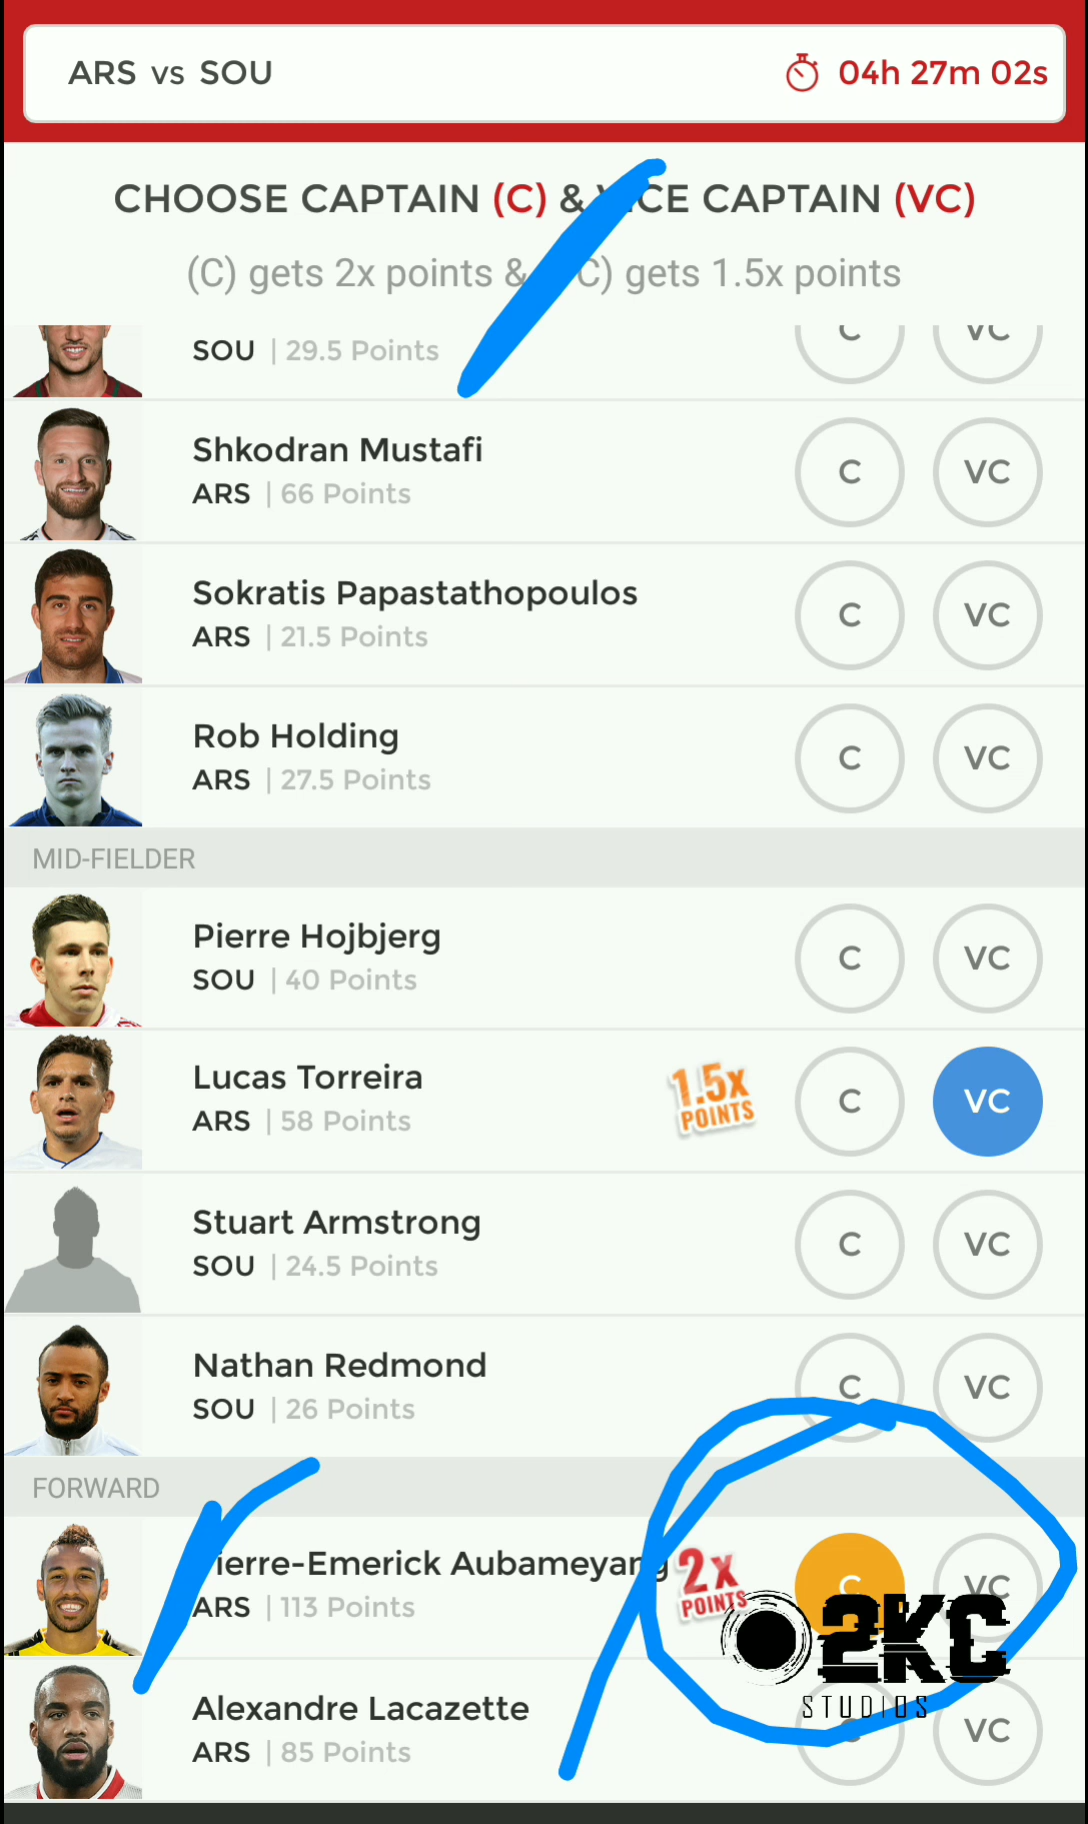 ARS vs SOU 04h 27m 02s
CHOOSE CAPTAIN (C) & CE CAPTAIN (VC)
(C) gets 2x points & C) gets 1.5x points
SOU | 29.5 Points C VC
Shkodran Mustafi
ARS | 66 Points C VC
Sokratis Papastathopoulos
ARS | 21.5 Points C VC
Rob Holding
ARS | 27.5 Points C VC
MID-FIELDER
Pierre Hojbjerg
SOU | 40 Points C VC
Lucas Torreira
ARS | 58 Points 1.5x POINTS C VC
Stuart Armstrong
SOU | 24.5 Points C VC
Nathan Redmond
SOU | 26 Points C VC
FORWARD
ierre-Emerick Aubameyang
ARS | 113 Points 2x POINTS C VC
2KC
STUDIOS
Alexandre Lacazette
ARS | 85 Points C VC